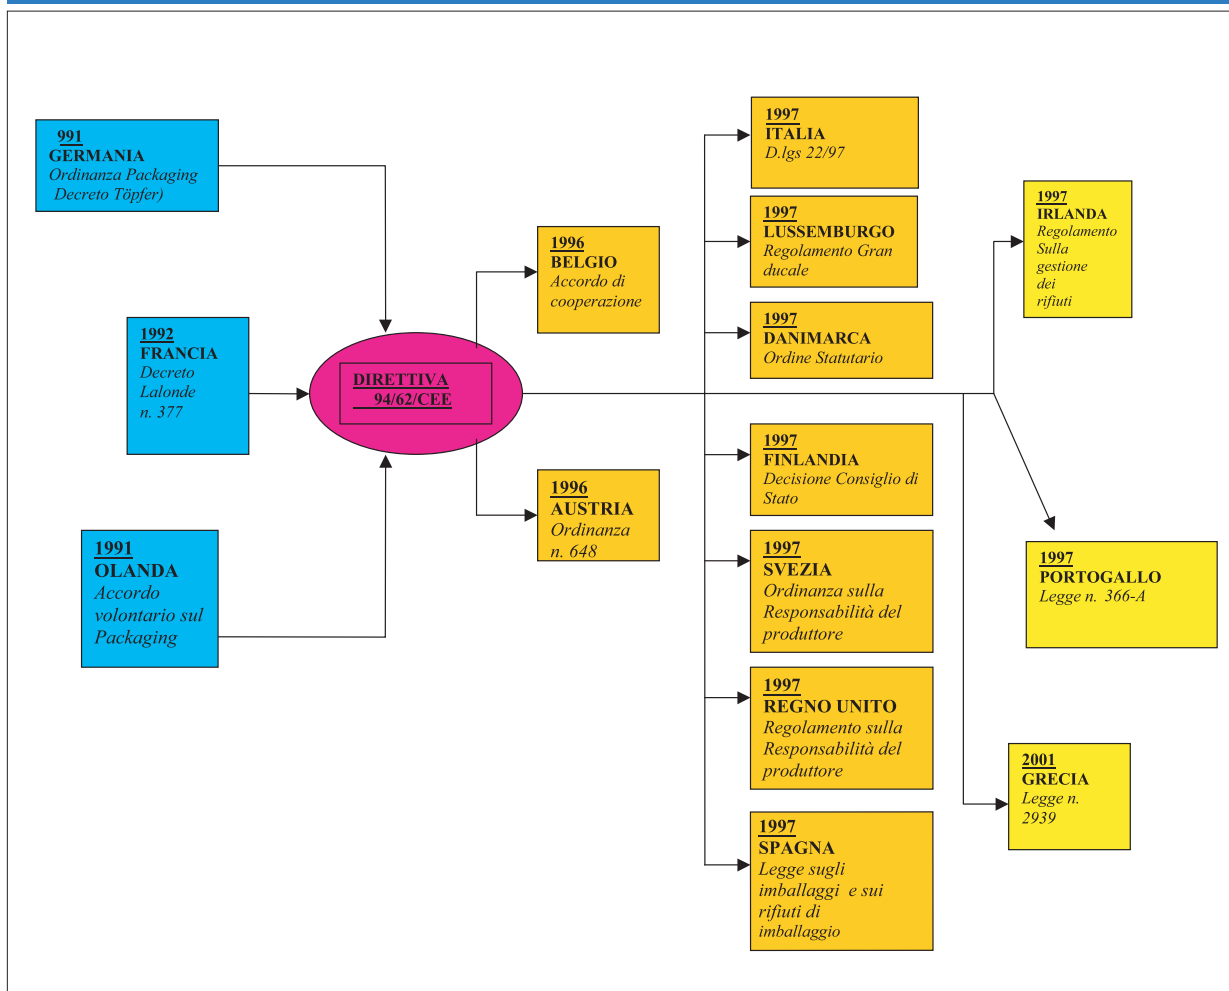 991
GERMANIA
Ordinanza Packaging
Decreto Töpfer)
1992
FRANCIA
Decreto
Lalonde
n. 377
1991
OLANDA
Accordo
volontario sul
Packaging
DIRETTIVA
94/62/CEE
1996
BELGIO
Accordo di
cooperazione
1996
AUSTRIA
Ordinanza
n. 648
1997
ITALIA
D.lgs 22/97
1997
LUSSEMBURGO
Regolamento Gran
ducale
1997
DANIMARCA
Ordine Statutario
1997
FINLANDIA
Decisione Consiglio di
Stato
1997
SVEZIA
Ordinanza sulla
Responsabilità del
produttore
1997
REGNO UNITO
Regolamento sulla
Responsabilità del
produttore
1997
SPAGNA
Legge sugli
imballaggi e sui
rifiuti di
imballaggio
1997
IRLANDA
Regolamento
Sulla
gestione
dei
rifiuti
1997
PORTOGALLO
Legge n. 366-A
2001
GRECIA
Legge n.
2939